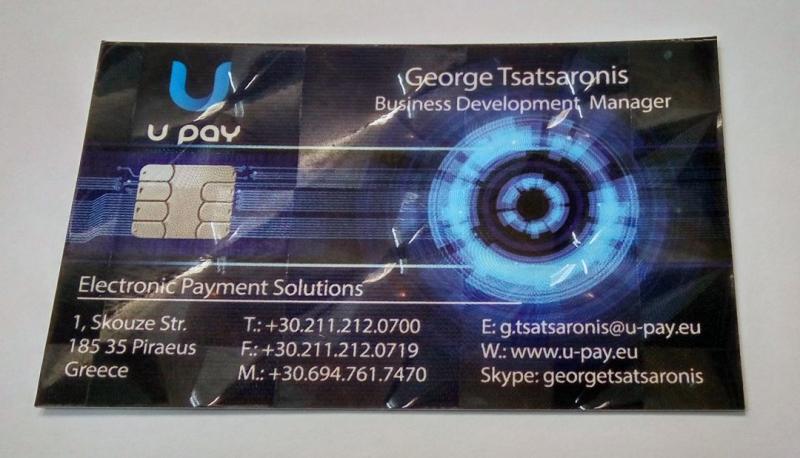 U pay
George Tsatsaronis
Business Development Manager
Electronic Payment Solutions
1, Skouze Str.
185 35 Piraeus
Greece
T.: +30.211.212.0700
F.: +30.211.212.0719
M.: +30.694.761.7470
E: g.tsatsaronis@u-pay.eu
W.: www.u-pay.eu
Skype: georgetsatsaronis